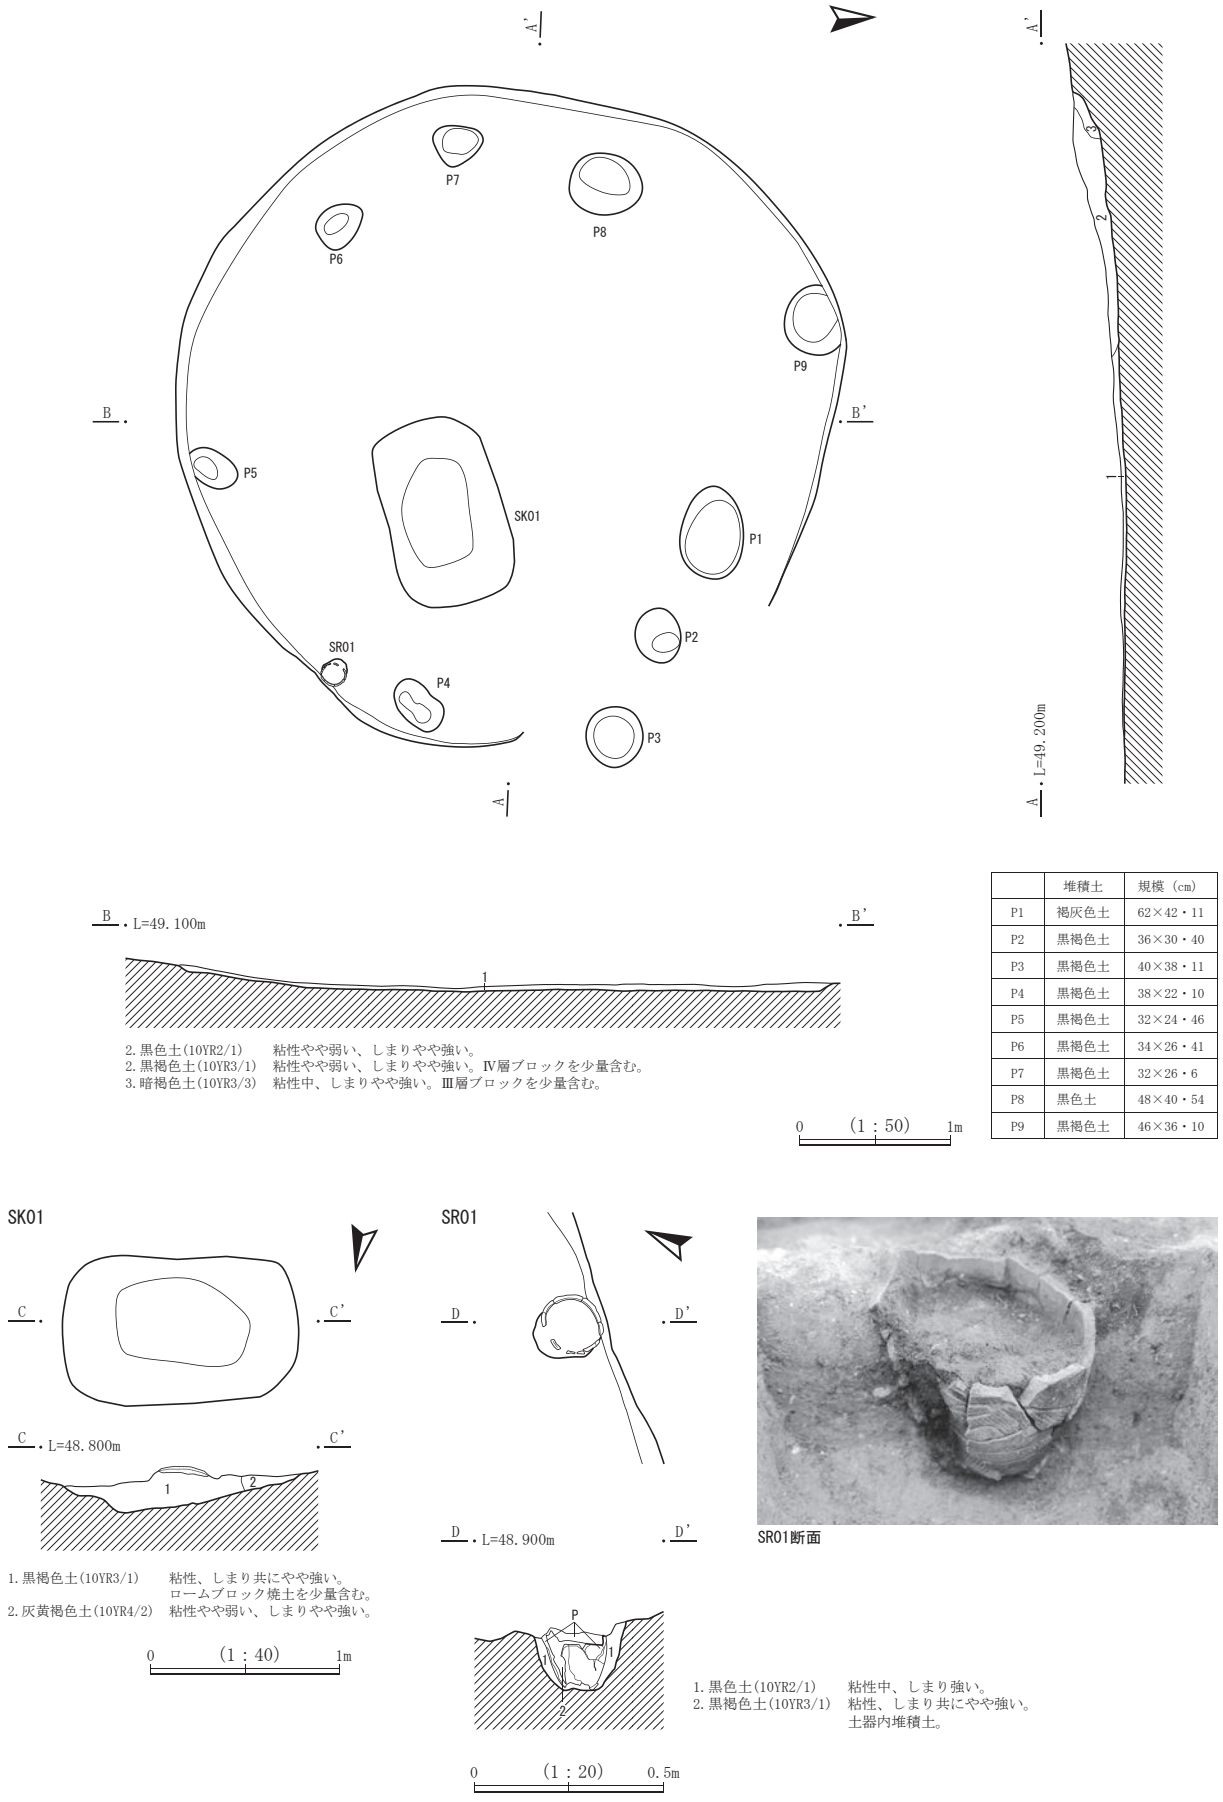 A'
A'
P7
P8
P6
P9
3
2
B
B'
P5
SK01
P1
1
P2
SR01
P4
P3
A
A
L=49.200m
B
L=49.100m
B'
1
2.黒色土(10YR2/1) 粘性やや弱い、しまりやや強い。
2.黒褐色土(10YR3/1) 粘性やや弱い、しまりやや強い。Ⅳ層ブロックを少量含む。
3.暗褐色土(10YR3/3) 粘性中、しまりやや強い。Ⅲ層ブロックを少量含む。
0 (1:50) 1m
堆積土 規模 (cm)
P1 褐灰色土 62×42・11
P2 黒褐色土 36×30・40
P3 黒褐色土 40×38・11
P4 黒褐色土 38×22・10
P5 黒褐色土 32×24・46
P6 黒褐色土 34×26・41
P7 黒褐色土 32×26・6
P8 黒色土 48×40・54
P9 黒褐色土 46×36・10
SK01
C
C'
C
L=48.800m
C'
1
2
1.黒褐色土(10YR3/1) 粘性、しまり共にやや強い。
ロームブロック焼土を少量含む。
2.灰黄褐色土(10YR4/2) 粘性やや弱い、しまりやや強い。
0 (1:40) 1m
SR01
D
D'
D
L=48.900m
D'
P
1
1
2
1.黒色土(10YR2/1) 粘性中、しまり強い。
2.黒褐色土(10YR3/1) 粘性、しまり共にやや強い。
土器内堆積土。
0 (1:20) 0.5m
SR01断面